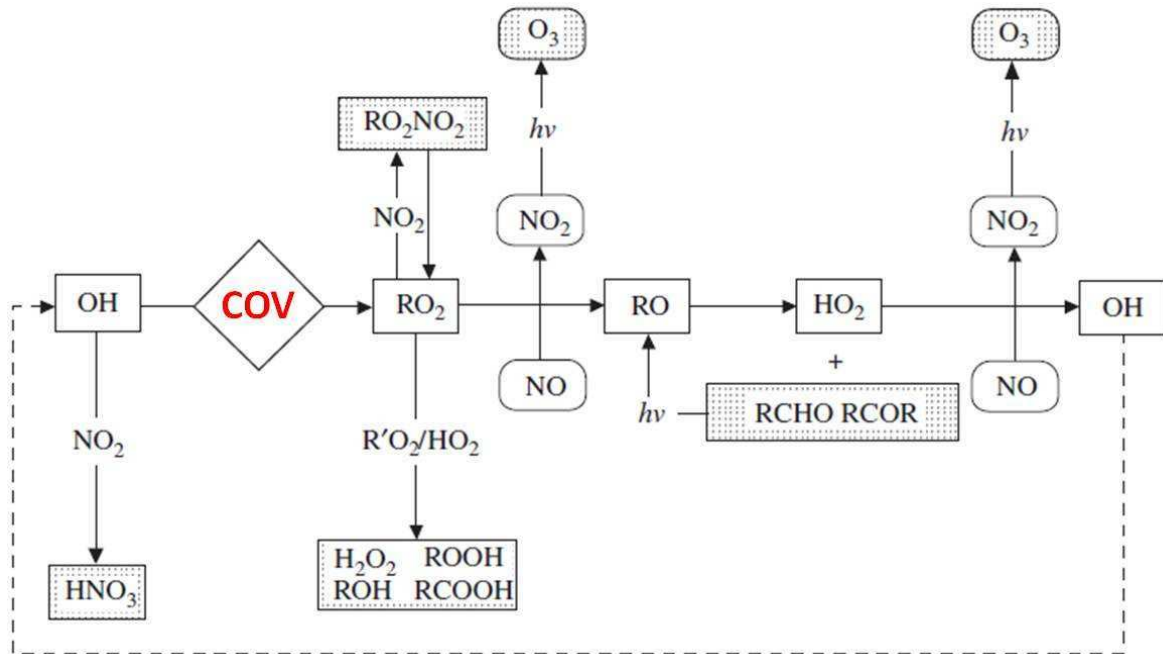 O₃ O₃
RO₂NO₂
hν hν
NO₂ NO₂ NO₂
OH COV RO₂ RO HO₂ OH
+
NO NO
hν RCHO RCOR
NO₂ R′O₂/HO₂
H₂O₂ ROOH
HNO₃ ROH RCOOH